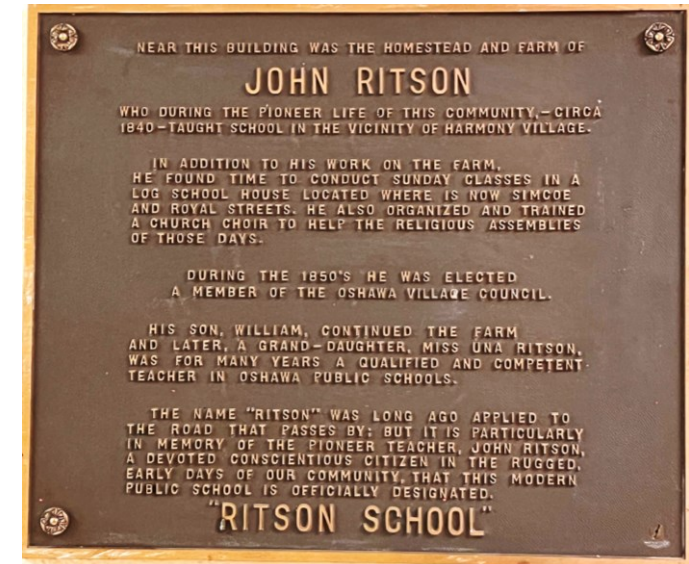 NEAR THIS BUILDING WAS THE HOMESTEAD AND FARM OF
JOHN RITSON
WHO DURING THE PIONEER LIFE OF THIS COMMUNITY,-CIRCA
1840-TAUGHT SCHOOL IN THE VICINITY OF HARMONY VILLAGE.
IN ADDITION TO HIS WORK ON THE FARM,
HE FOUND TIME TO CONDUCT SUNDAY CLASSES IN A
LOG SCHOOL HOUSE LOCATED WHERE IS NOW SIMCOE
AND ROYAL STREETS. HE ALSO ORGANIZED AND TRAINED
A CHURCH CHOIR TO HELP THE RELIGIOUS ASSEMBLIES
OF THOSE DAYS.
DURING THE 1850'S HE WAS ELECTED
A MEMBER OF THE OSHAWA VILLAGE COUNCIL.
HIS SON, WILLIAM, CONTINUED THE FARM
AND LATER, A GRAND-DAUGHTER, MISS UNA RITSON,
WAS FOR MANY YEARS A QUALIFIED AND COMPETENT
TEACHER IN OSHAWA PUBLIC SCHOOLS.
THE NAME "RITSON" WAS LONG AGO APPLIED TO
THE ROAD THAT PASSES BY; BUT IT IS PARTICULARLY
IN MEMORY OF THE PIONEER TEACHER, JOHN RITSON,
A DEVOTED CONSCIENTIOUS CITIZEN IN THE RUGGED,
EARLY DAYS OF OUR COMMUNITY, THAT THIS MODERN
PUBLIC SCHOOL IS OFFICIALLY DESIGNATED.
"RITSON SCHOOL"